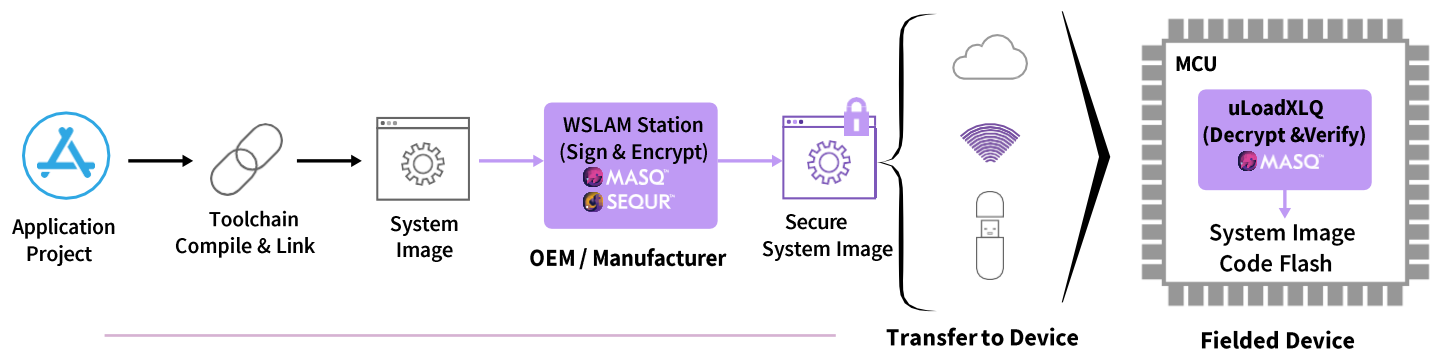 Application
Project
Toolchain
Compile & Link
System
Image
WSLAM Station
(Sign & Encrypt)
MASQ™
SEQUR™
OEM / Manufacturer
Secure
System Image
Transfer to Device
MCU
uLoadXLQ
(Decrypt &Verify)
MASQ™
System Image
Code Flash
Fielded Device